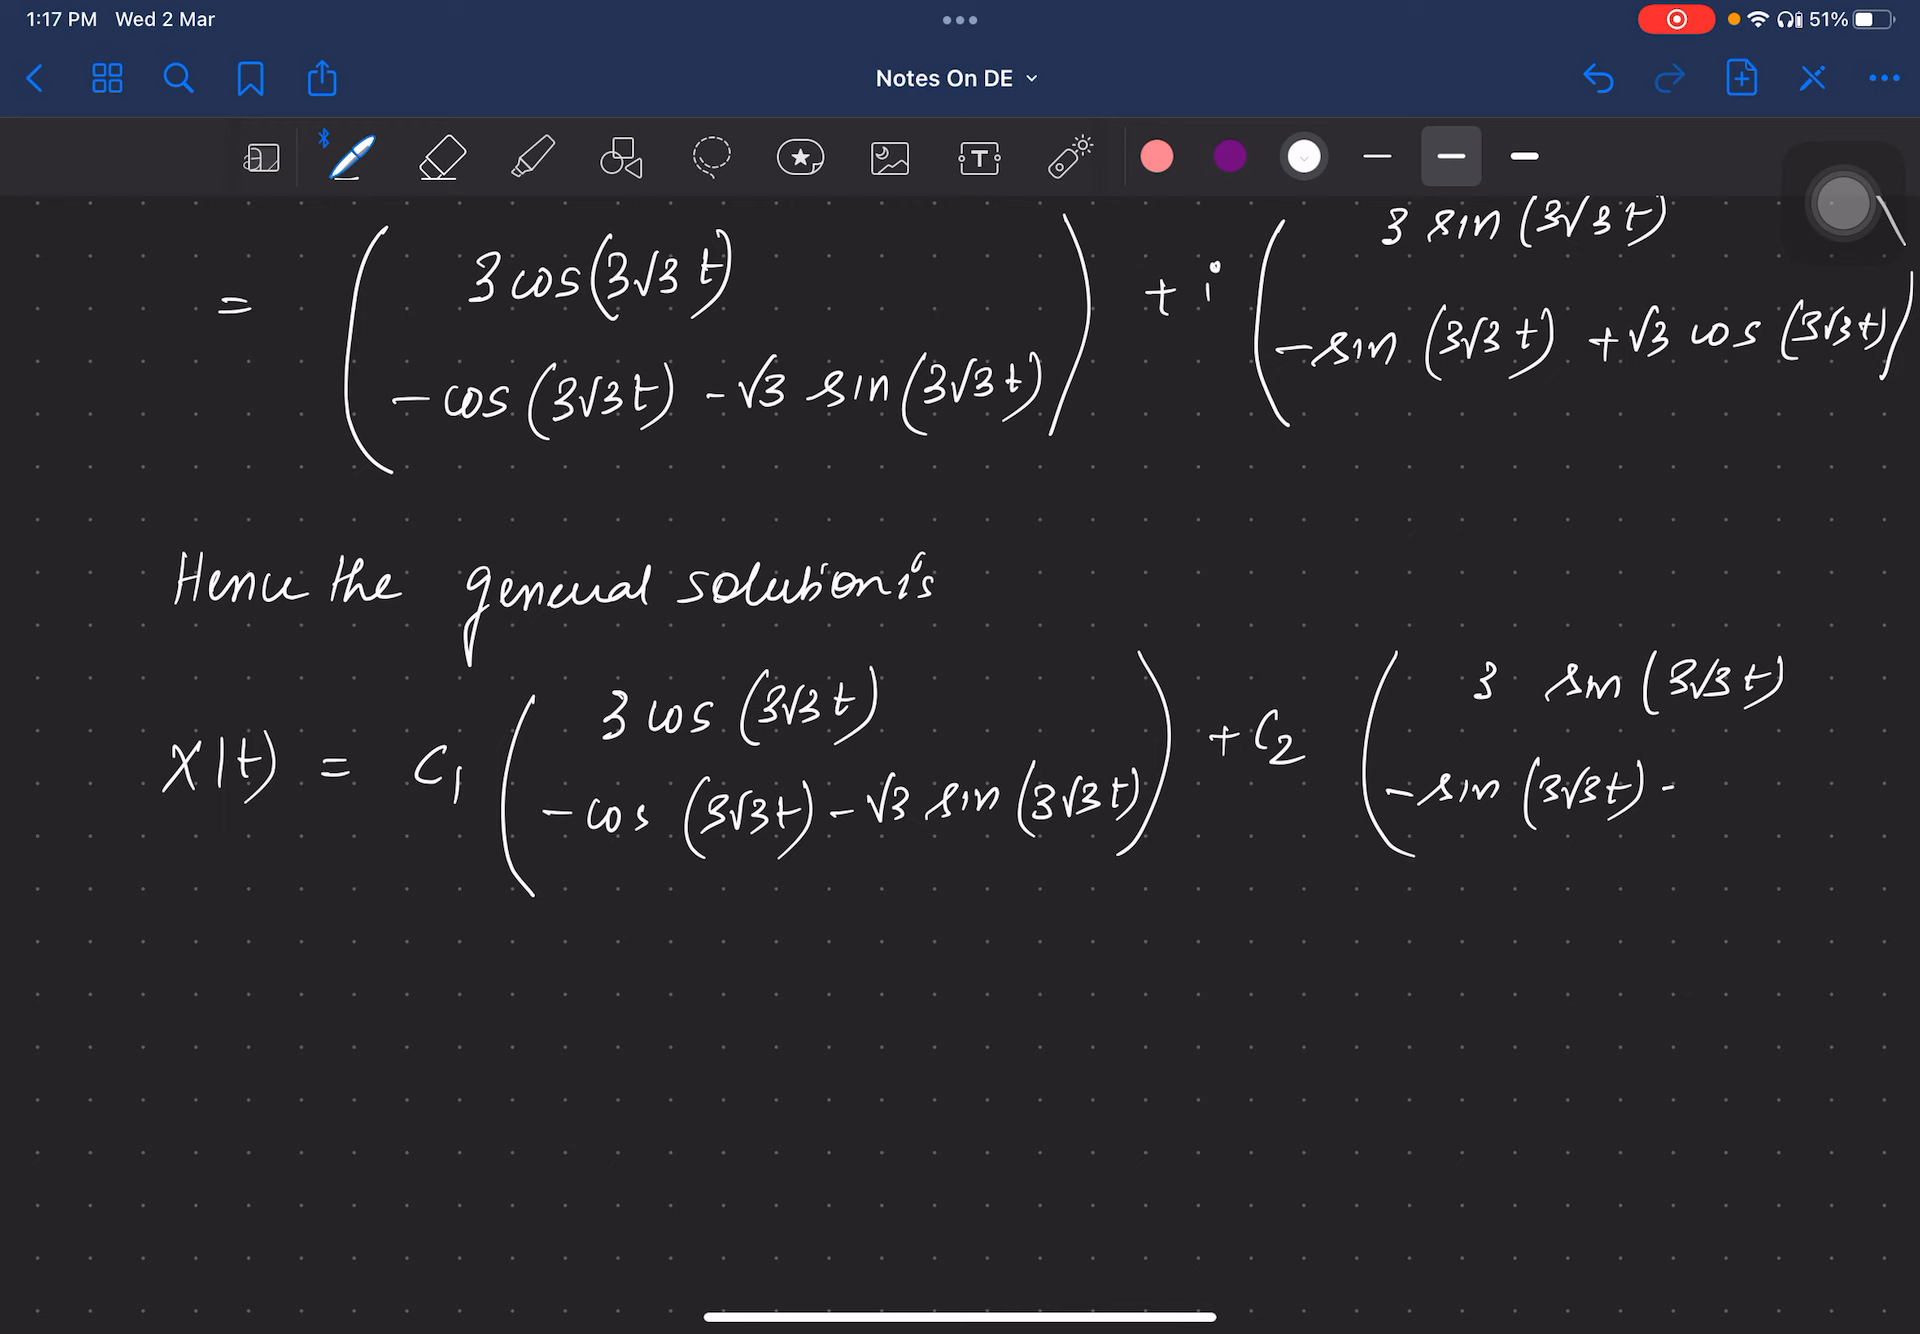 1:17 PM Wed 2 Mar 51%
Notes On DE
T
= ( 3 cos(3√3 t) ) + i ( 3 sin (3√3 t) )
( -cos (3√3t) - √3 sin (3√3t) ) ( -sin (3√3 t) + √3 cos (3√3t) )
Hence the general solution is
X(t) = C₁ ( 3 cos (3√3 t) ) + C₂ ( 3 sin (3√3 t)
( -cos (3√3t) - √3 sin (3√3t) ) ( -sin (3√3t) -